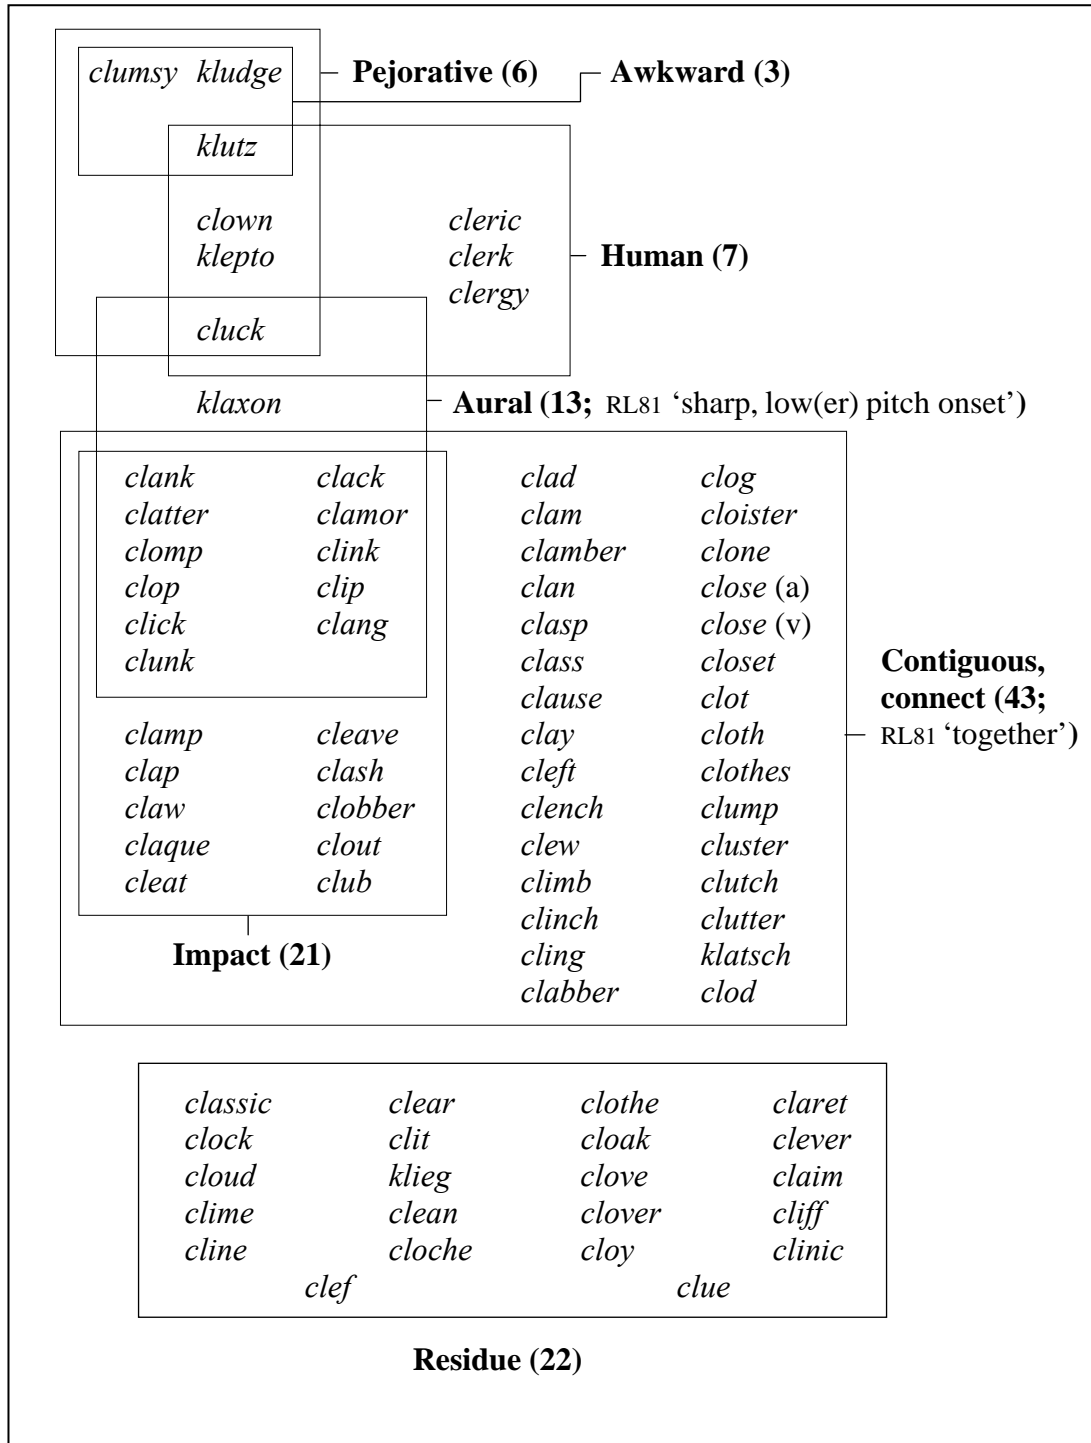 clumsy kludge Pejorative (6) Awkward (3)
klutz
clown cleric
klepto clerk Human (7)
clergy
cluck
klaxon Aural (13; RL81 ‘sharp, low(er) pitch onset’)
clank clack clad clog
clatter clamor clam cloister
clomp clink clamber clone
clop clip clan close (a)
click clang clasp close (v)
clunk class closet Contiguous,
clause clot connect (43;
clamp cleave clay cloth RL81 ‘together’)
clap clash cleft clothes
claw clobber clench clump
claque clout clew cluster
cleat club climb clutch
clinch clutter
Impact (21) cling klatsch
clabber clod
classic clear clothe claret
clock clit cloak clever
cloud klieg clove claim
clime clean clover cliff
cline cloche cloy clinic
clef clue
Residue (22)